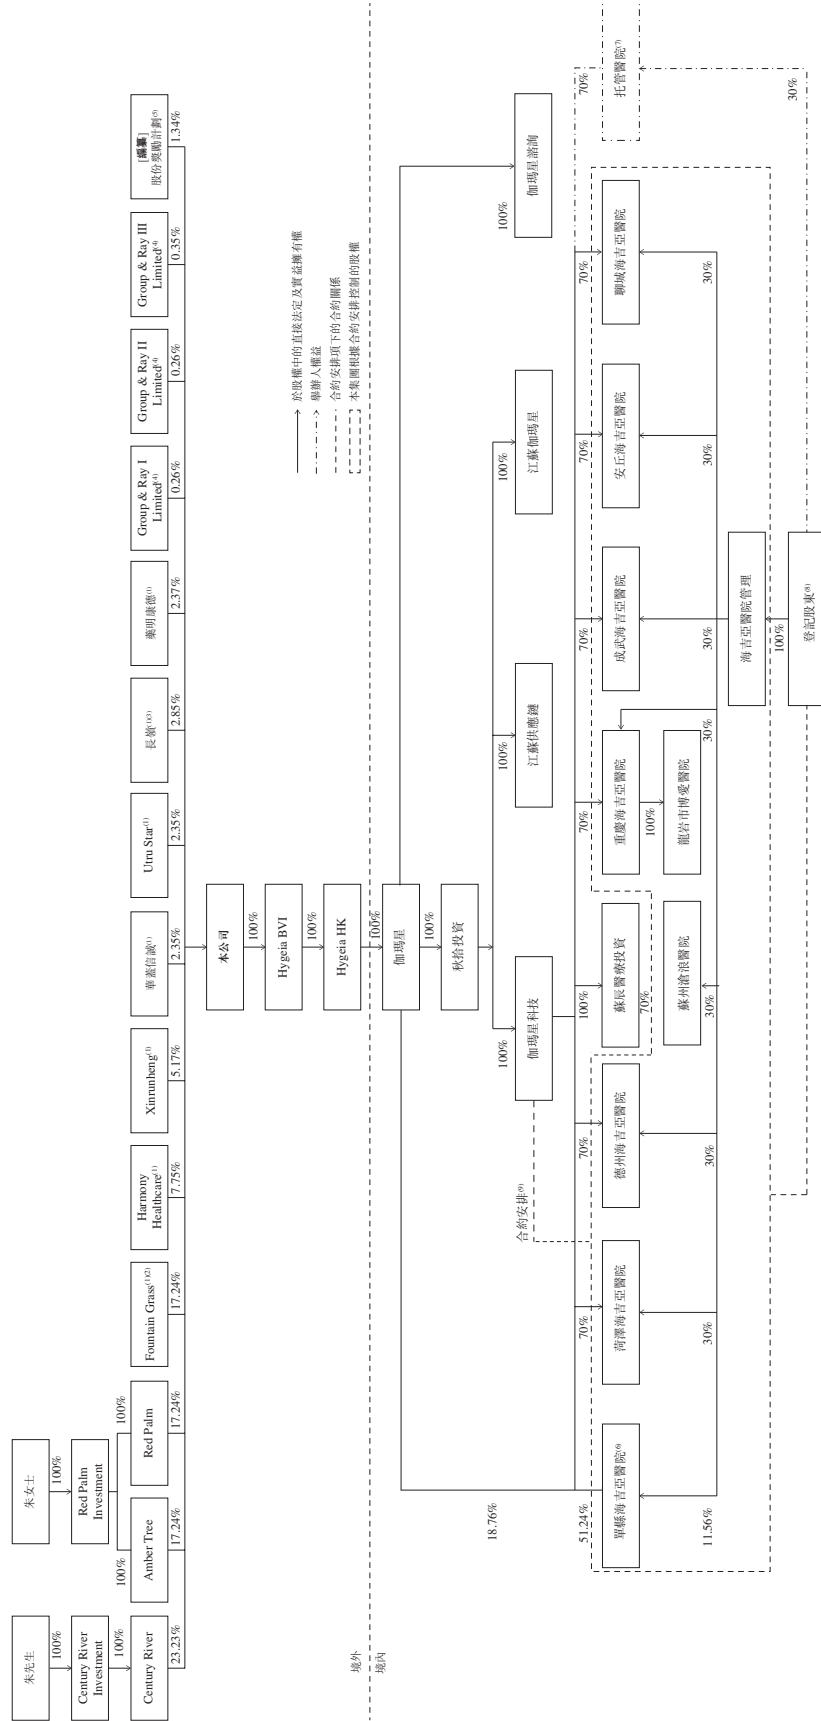 朱先生
100%
Century River
Investment
100%
Century River
23.23%
朱女士
100%
Red Palm
Investment
100%
100%
Amber Tree
17.24%
Red Palm
17.24%
Fountain Grass(1)(2)
17.24%
Harmony
Healthcare(1)
7.75%
Xinrunheng(1)
5.17%
華蓋信誠(1)
2.35%
Utru Star(1)
2.35%
長嶺(1)(3)
2.85%
藥明康德(1)
2.37%
Group & Ray I
Limited(4)
0.26%
Group & Ray II
Limited(4)
0.26%
Group & Ray III
Limited(4)
0.35%
[編纂]
股份獎勵計劃(5)
1.34%
本公司
100%
Hygeia BVI
100%
Hygeia HK
100%
境外
境內
於股權中的直接法定及實益擁有權
舉辦人權益
合約安排項下的合約關係
本集團根據合約安排控制的股權
伽瑪星
100%
秋拾投資
18.76%
100%
伽瑪星科技
100%
江蘇供應鏈
100%
江蘇伽瑪星
100%
伽瑪星諮詢
合約安排(9)
51.24%
70%
70%
100%
70%
70%
70%
70%
70%
單縣海吉亞醫院(6)
菏澤海吉亞醫院
德州海吉亞醫院
蘇辰醫療投資
重慶海吉亞醫院
成武海吉亞醫院
安丘海吉亞醫院
聊城海吉亞醫院
托管醫院(7)
70%
100%
蘇州滄浪醫院
龍岩市博愛醫院
11.56%
30%
30%
30%
30%
30%
30%
30%
30%
海吉亞醫院管理
100%
登記股東(8)